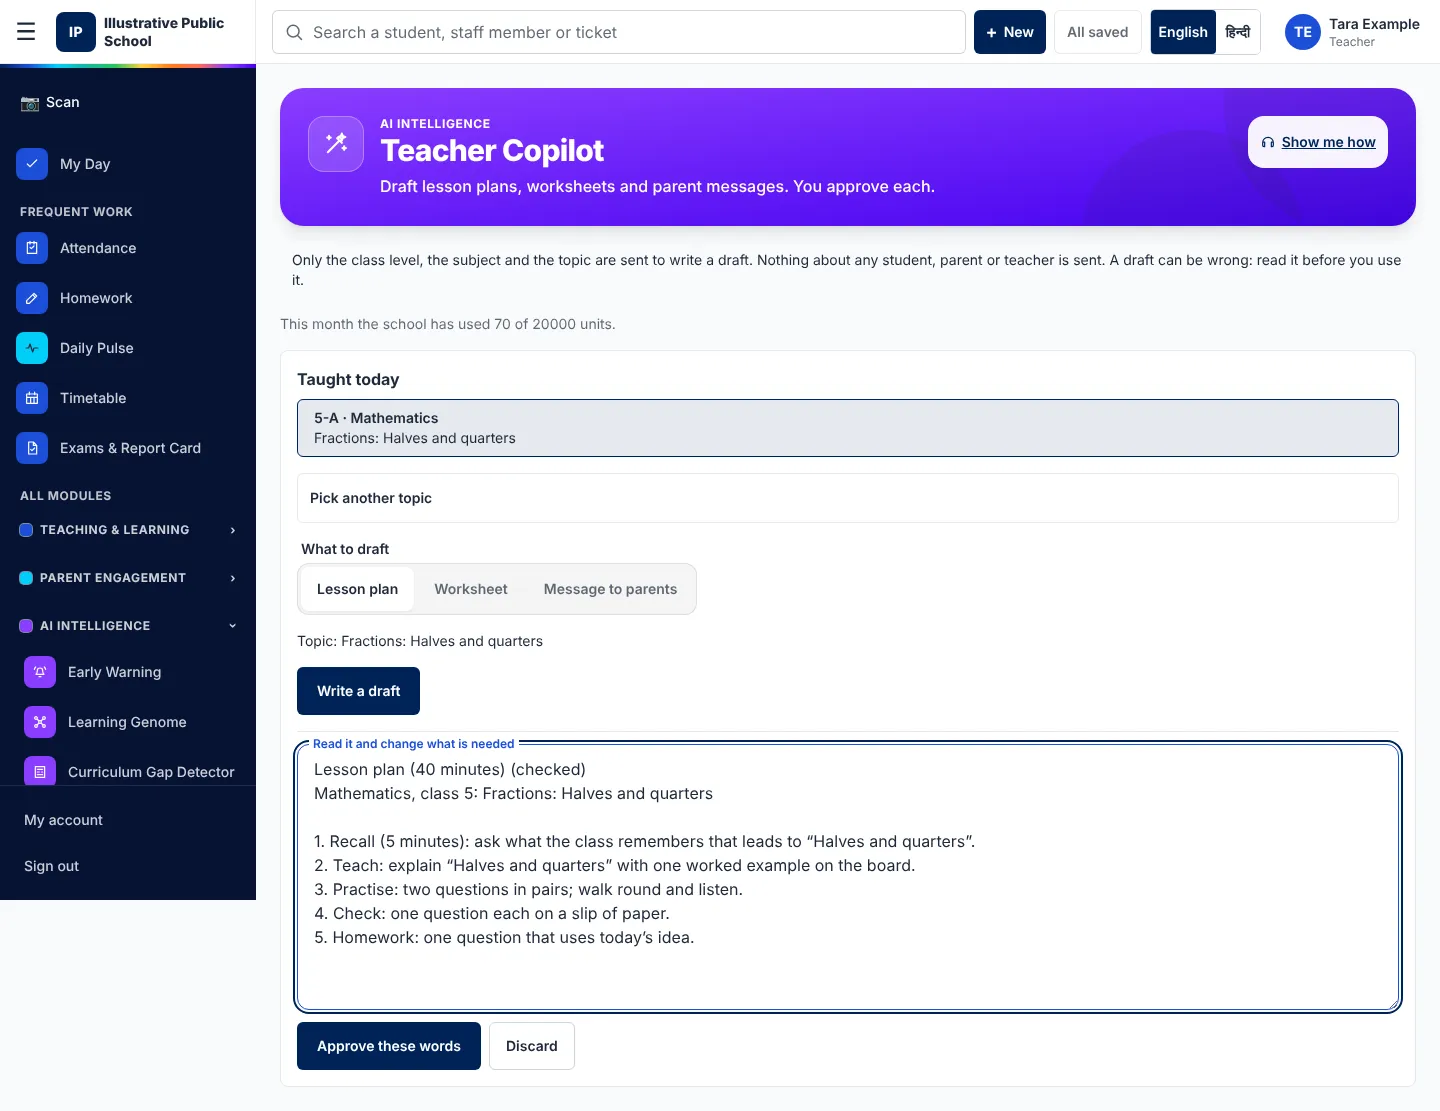 ☰
IP
Illustrative Public
School
Search a student, staff member or ticket
+ New
All saved
English
हिन्दी
TE
Tara Example
Teacher
Scan
My Day
FREQUENT WORK
Attendance
Homework
Daily Pulse
Timetable
Exams & Report Card
ALL MODULES
TEACHING & LEARNING
PARENT ENGAGEMENT
AI INTELLIGENCE
Early Warning
Learning Genome
Curriculum Gap Detector
My account
Sign out
AI INTELLIGENCE
Teacher Copilot
Draft lesson plans, worksheets and parent messages. You approve each.
Show me how
Only the class level, the subject and the topic are sent to write a draft. Nothing about any student, parent or teacher is sent. A draft can be wrong: read it before you use
it.
This month the school has used 70 of 20000 units.
Taught today
5-A · Mathematics
Fractions: Halves and quarters
Pick another topic
What to draft
Lesson plan
Worksheet
Message to parents
Topic: Fractions: Halves and quarters
Write a draft
Read it and change what is needed
Lesson plan (40 minutes) (checked)
Mathematics, class 5: Fractions: Halves and quarters
1. Recall (5 minutes): ask what the class remembers that leads to “Halves and quarters”.
2. Teach: explain “Halves and quarters” with one worked example on the board.
3. Practise: two questions in pairs; walk round and listen.
4. Check: one question each on a slip of paper.
5. Homework: one question that uses today’s idea.
Approve these words
Discard